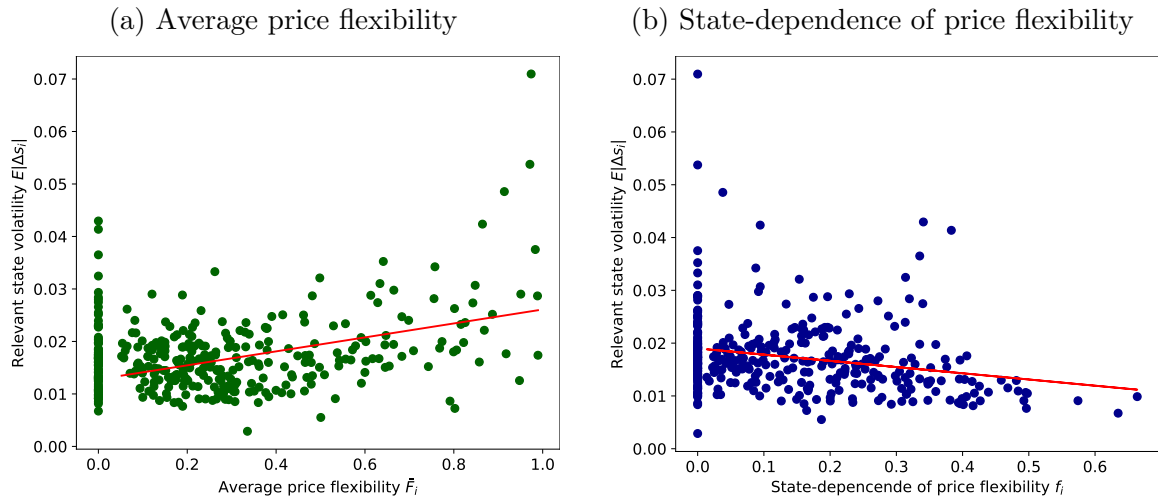 (a) Average price flexibility
(b) State-dependence of price flexibility
0.07
0.06
0.05
0.04
0.03
0.02
0.01
0.00
Relevant state volatility E|Δs_i|
0.0 0.2 0.4 0.6 0.8 1.0
Average price flexibility F̄_i
0.07
0.06
0.05
0.04
0.03
0.02
0.01
0.00
Relevant state volatility E|Δs_i|
0.0 0.1 0.2 0.3 0.4 0.5 0.6
State-depencende of price flexibility f_i